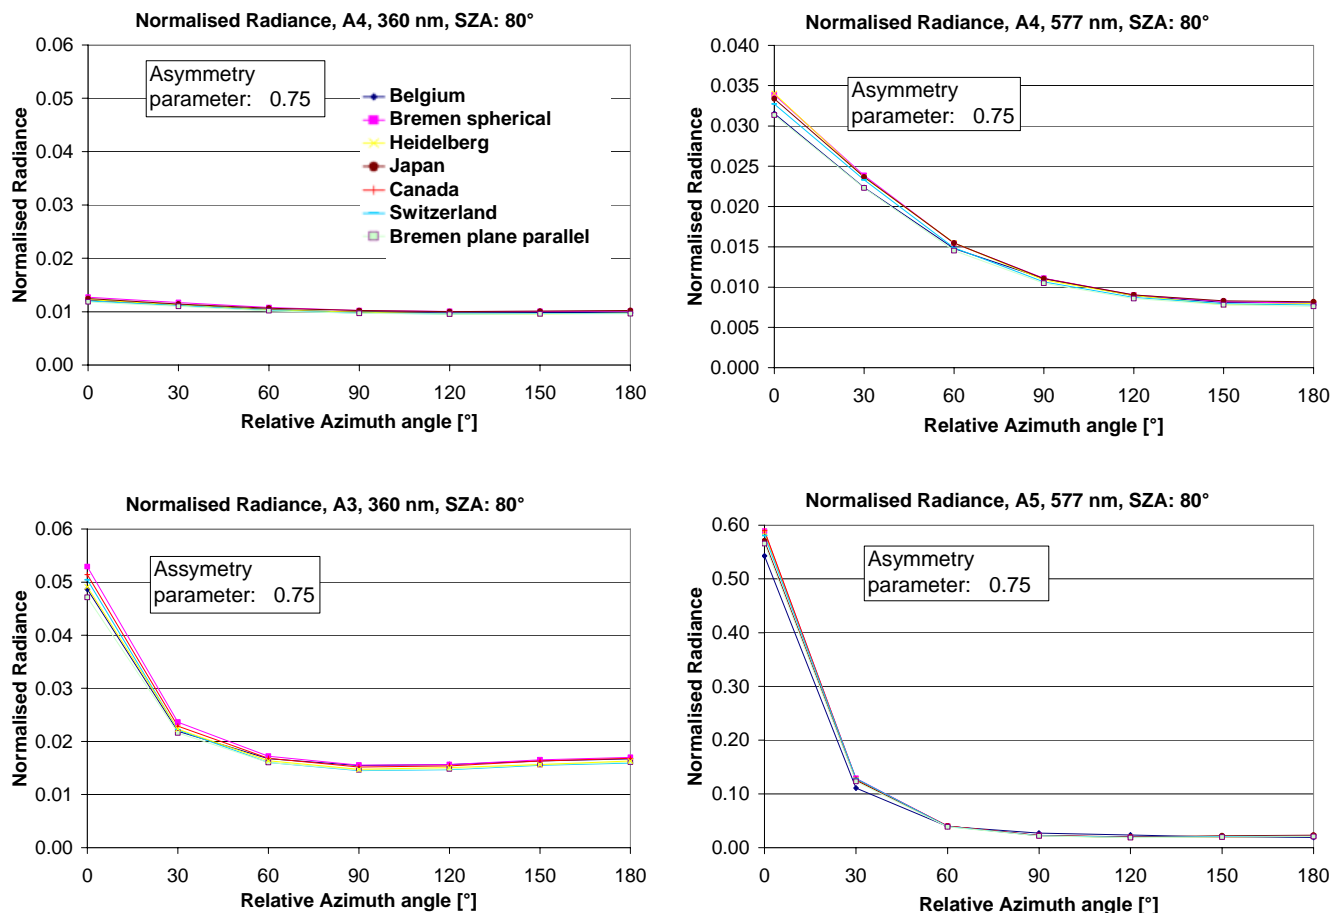 Normalised Radiance, A4, 360 nm, SZA: 80°
0.06
0.05
0.04
0.03
0.02
0.01
0.00
Normalised Radiance
Asymmetry
parameter: 0.75
Belgium
Bremen spherical
Heidelberg
Japan
Canada
Switzerland
Bremen plane parallel
0 30 60 90 120 150 180
Relative Azimuth angle [°]
Normalised Radiance, A4, 577 nm, SZA: 80°
0.040
0.035
0.030
0.025
0.020
0.015
0.010
0.005
0.000
Normalised Radiance
Asymmetry
parameter: 0.75
0 30 60 90 120 150 180
Relative Azimuth angle [°]
Normalised Radiance, A3, 360 nm, SZA: 80°
0.06
0.05
0.04
0.03
0.02
0.01
0.00
Normalised Radiance
Assymetry
parameter: 0.75
0 30 60 90 120 150 180
Relative Azimuth angle [°]
Normalised Radiance, A5, 577 nm, SZA: 80°
0.60
0.50
0.40
0.30
0.20
0.10
0.00
Normalised Radiance
Asymmetry
parameter: 0.75
0 30 60 90 120 150 180
Relative Azimuth angle [°]